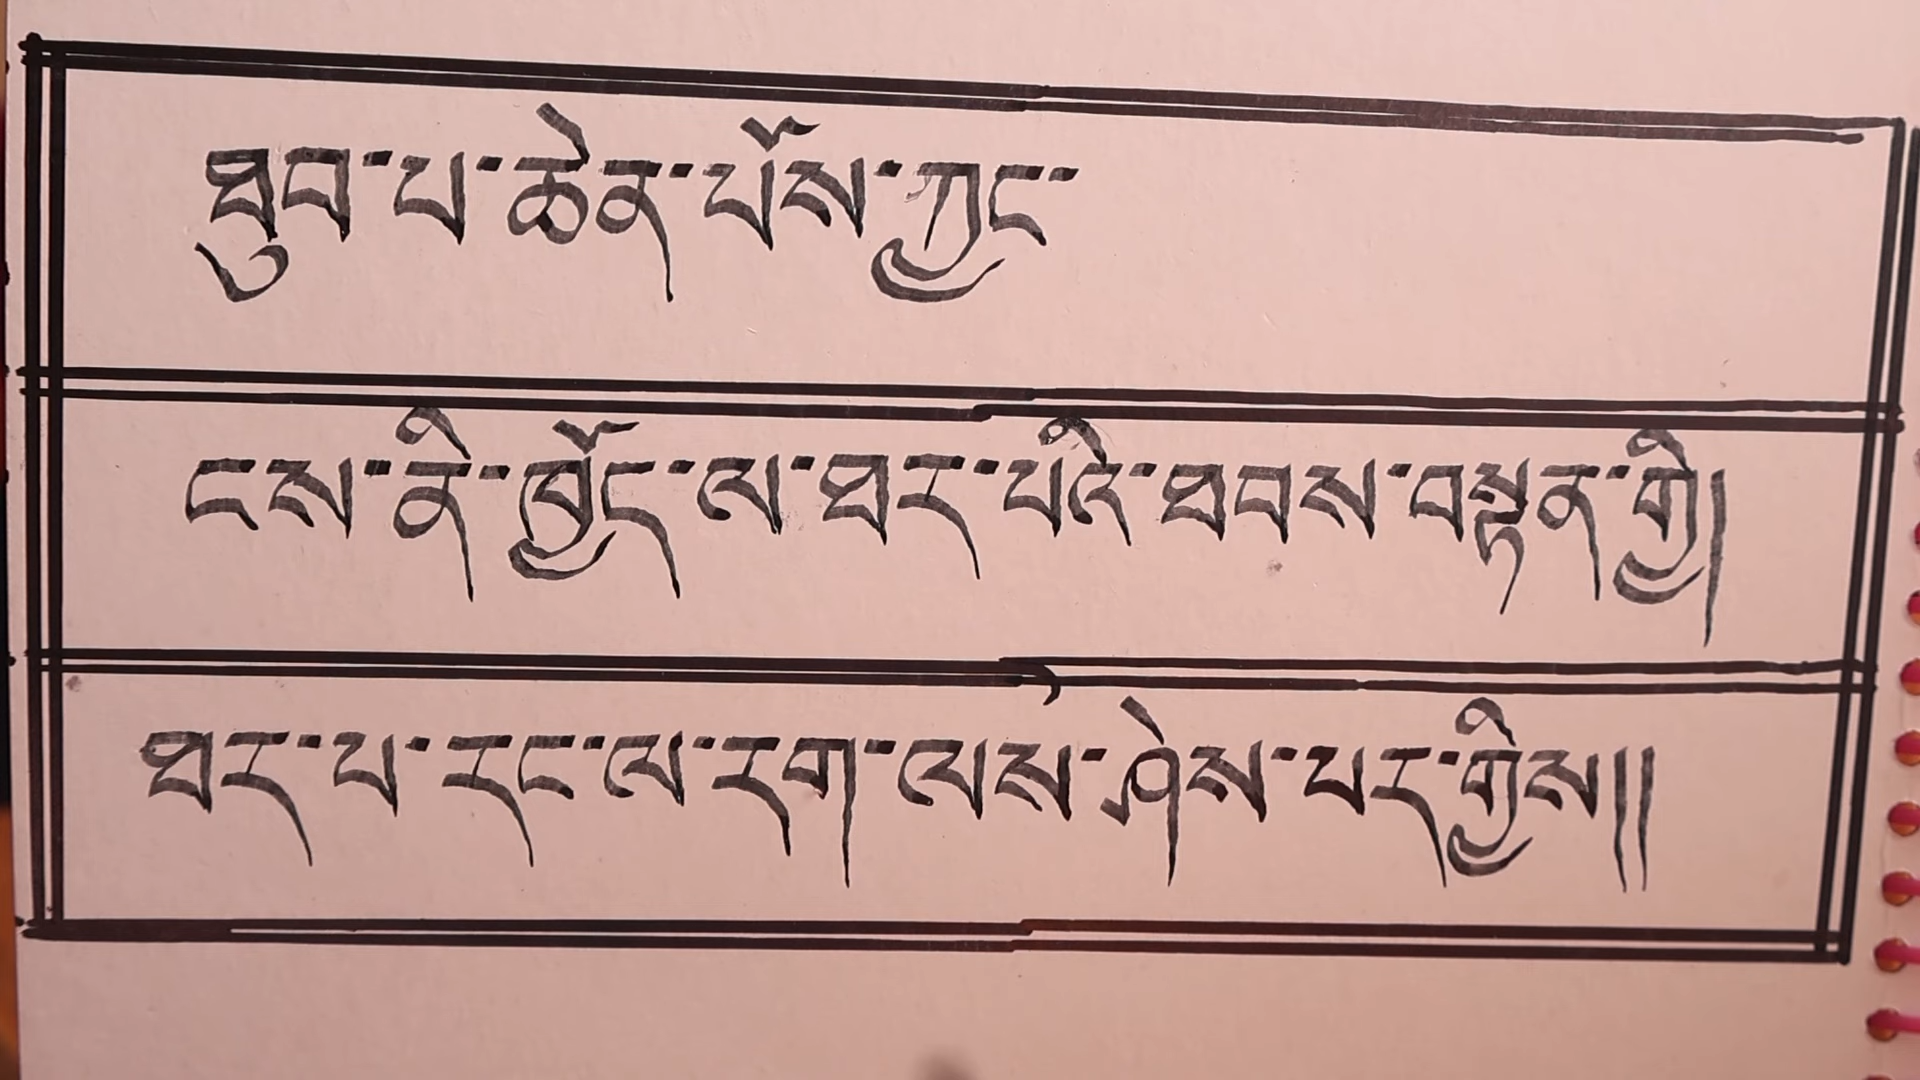 ཐུབ་པ་ཆེན་པོས་ཀྱང་
ངས་ནི་ཁྱོད་ལ་ཐར་པའི་ཐབས་བསྟན་གྱི།
ཐར་པ་རང་ལ་རག་ལས་ཤེས་པར་གྱིས།།